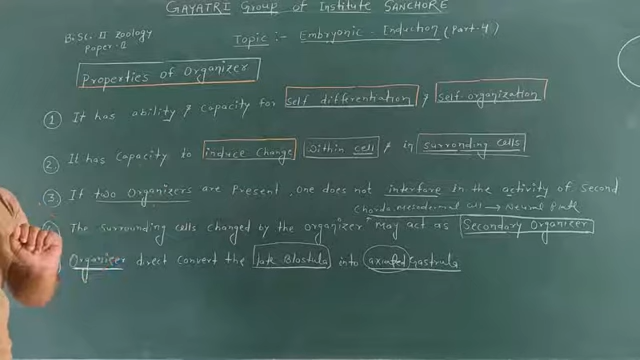 GAYATRI Group of Institute SANCHORE
B.Sc. II Zoology
Paper-II
Topic :- Embryonic - Induction (Part-4)
Properties of Organizer
① It has ability & Capacity for Self differentiation & Self-organization
② It has Capacity to induce Change Within cell & in surronding cells
③ If two Organizers are Present, One does not interfare in the activity of Second
Chorda mesodermal cell → Neural Plate
The Surrounding cells changed by the organizer may act as Secondory Organizer
Organizer direct Convert the late Blastula into axiated Gastrula